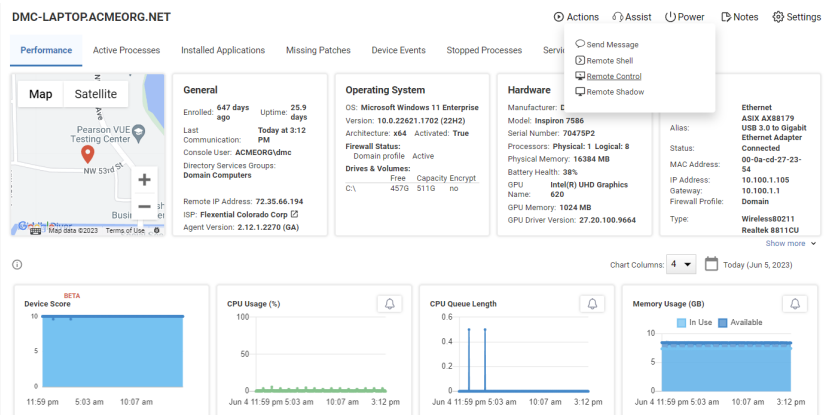 DMC-LAPTOP.ACMEORG.NET
Actions Assist Power Notes Settings
Send Message
Remote Shell
Remote Control
Remote Shadow
Performance Active Processes Installed Applications Missing Patches Device Events Stopped Processes
Map Satellite
Ave
Pearson VUE
Testing Center
NW 53rd St
+
−
Map data ©2023 Terms of Use
General
Enrolled: 647 days ago Uptime: 25.9 days
Last Communication: Today at 3:12 PM
Console User: ACMEORG\dmc
Directory Services Groups:
Domain Computers
Remote IP Address: 72.35.66.194
ISP: Flexential Colorado Corp
Agent Version: 2.12.1.2270 (GA)
Operating System
OS: Microsoft Windows 11 Enterprise
Version: 10.0.22621.1702 (22H2)
Architecture: x64 Activated: True
Firewall Status:
Domain profile Active
Drives & Volumes:
Free Capacity Encrypt
C:\ 457G 511G no
Hardware
Manufacturer: D
Model: Inspiron 7586
Serial Number: 70475P2
Processors: Physical: 1 Logical: 8
Physical Memory: 16384 MB
Battery Health: 38%
GPU Name: Intel(R) UHD Graphics 620
GPU Memory: 1024 MB
GPU Driver Version: 27.20.100.9664
Ethernet
Alias: ASIX AX88179 USB 3.0 to Gigabit Ethernet Adapter
Status: Connected
MAC Address: 00-0a-cd-27-23-54
IP Address: 10.100.1.105
Gateway: 10.100.1.1
Firewall Profile: Domain
Type: Wireless80211
Realtek 8811CU
Show more
Chart Columns: 4 Today (Jun 5, 2023)
BETA
Device Score
10
5
0
11:59 pm 5:03 am 10:07 am
CPU Usage (%)
100
50
0
Jun 4 11:59 pm 5:03 am 10:07 am 3:12 pm
CPU Queue Length
0.6
0.4
0.2
0
Jun 4 11:59 pm 5:03 am 10:07 am 3:12 pm
Memory Usage (GB)
In Use Available
10
5
0
Jun 4 11:59 pm 5:03 am 10:07 am 3:12 pm